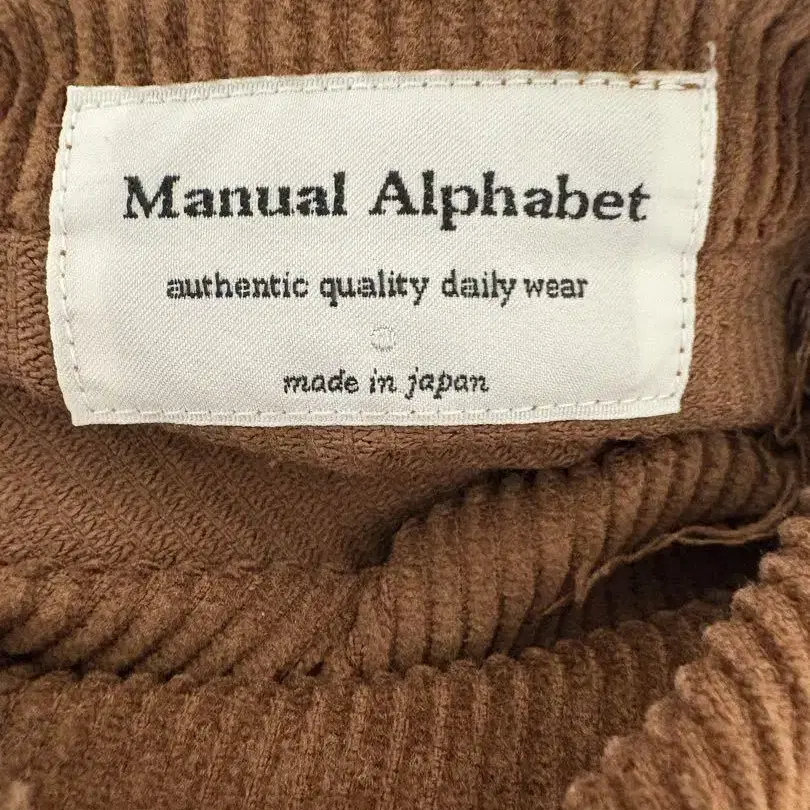 Manual Alphabet
authentic quality daily wear
made in japan